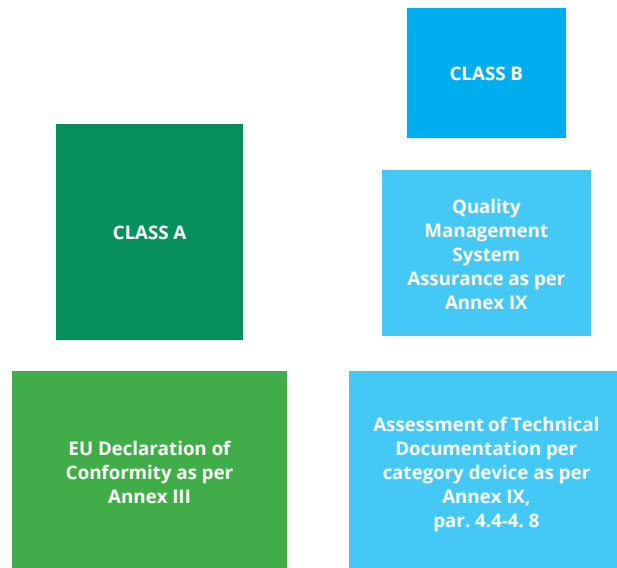 CLASS A
EU Declaration of
Conformity as per
Annex III
CLASS B
Quality
Management
System
Assurance as per
Annex IX
Assessment of Technical
Documentation per
category device as per
Annex IX,
par. 4.4-4. 8